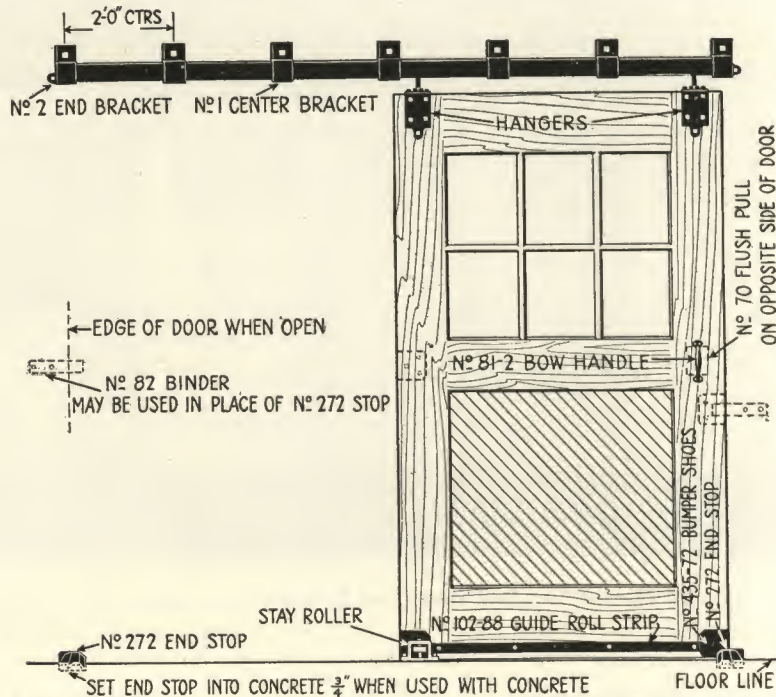 2'-0" CTRS
Nº 2 END BRACKET
Nº 1 CENTER BRACKET
HANGERS
Nº 70 FLUSH PULL
ON OPPOSITE SIDE OF DOOR
EDGE OF DOOR WHEN OPEN
Nº 81-2 BOW HANDLE
Nº 82 BINDER
MAY BE USED IN PLACE OF Nº 272 STOP
Nº 435-72 BUMPER SHOES
Nº 272 END STOP
STAY ROLLER
Nº 102-88 GUIDE ROLL STRIP
Nº 272 END STOP
SET END STOP INTO CONCRETE 3/4" WHEN USED WITH CONCRETE
FLOOR LINE